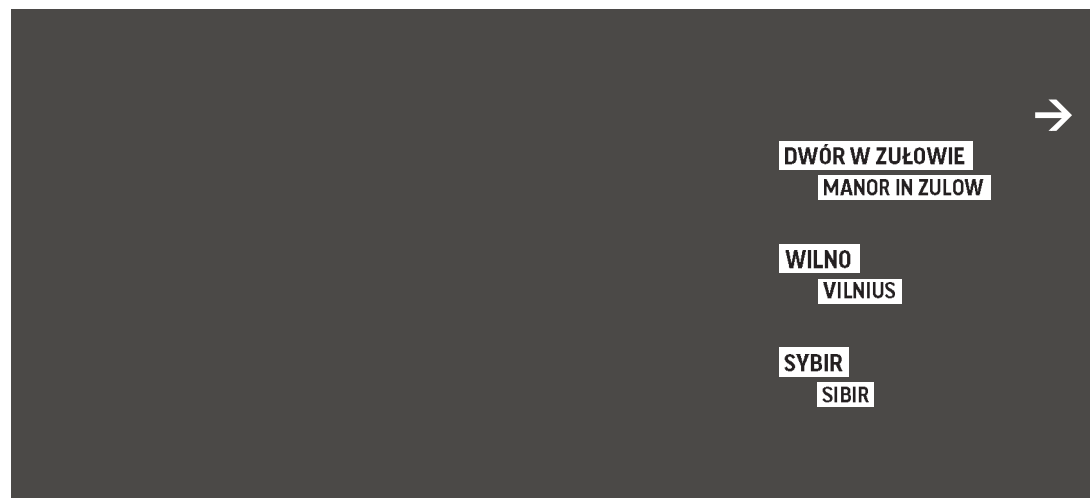 →
DWÓR W ZUŁOWIE
MANOR IN ZULOW
WILNO
VILNIUS
SYBIR
SIBIR